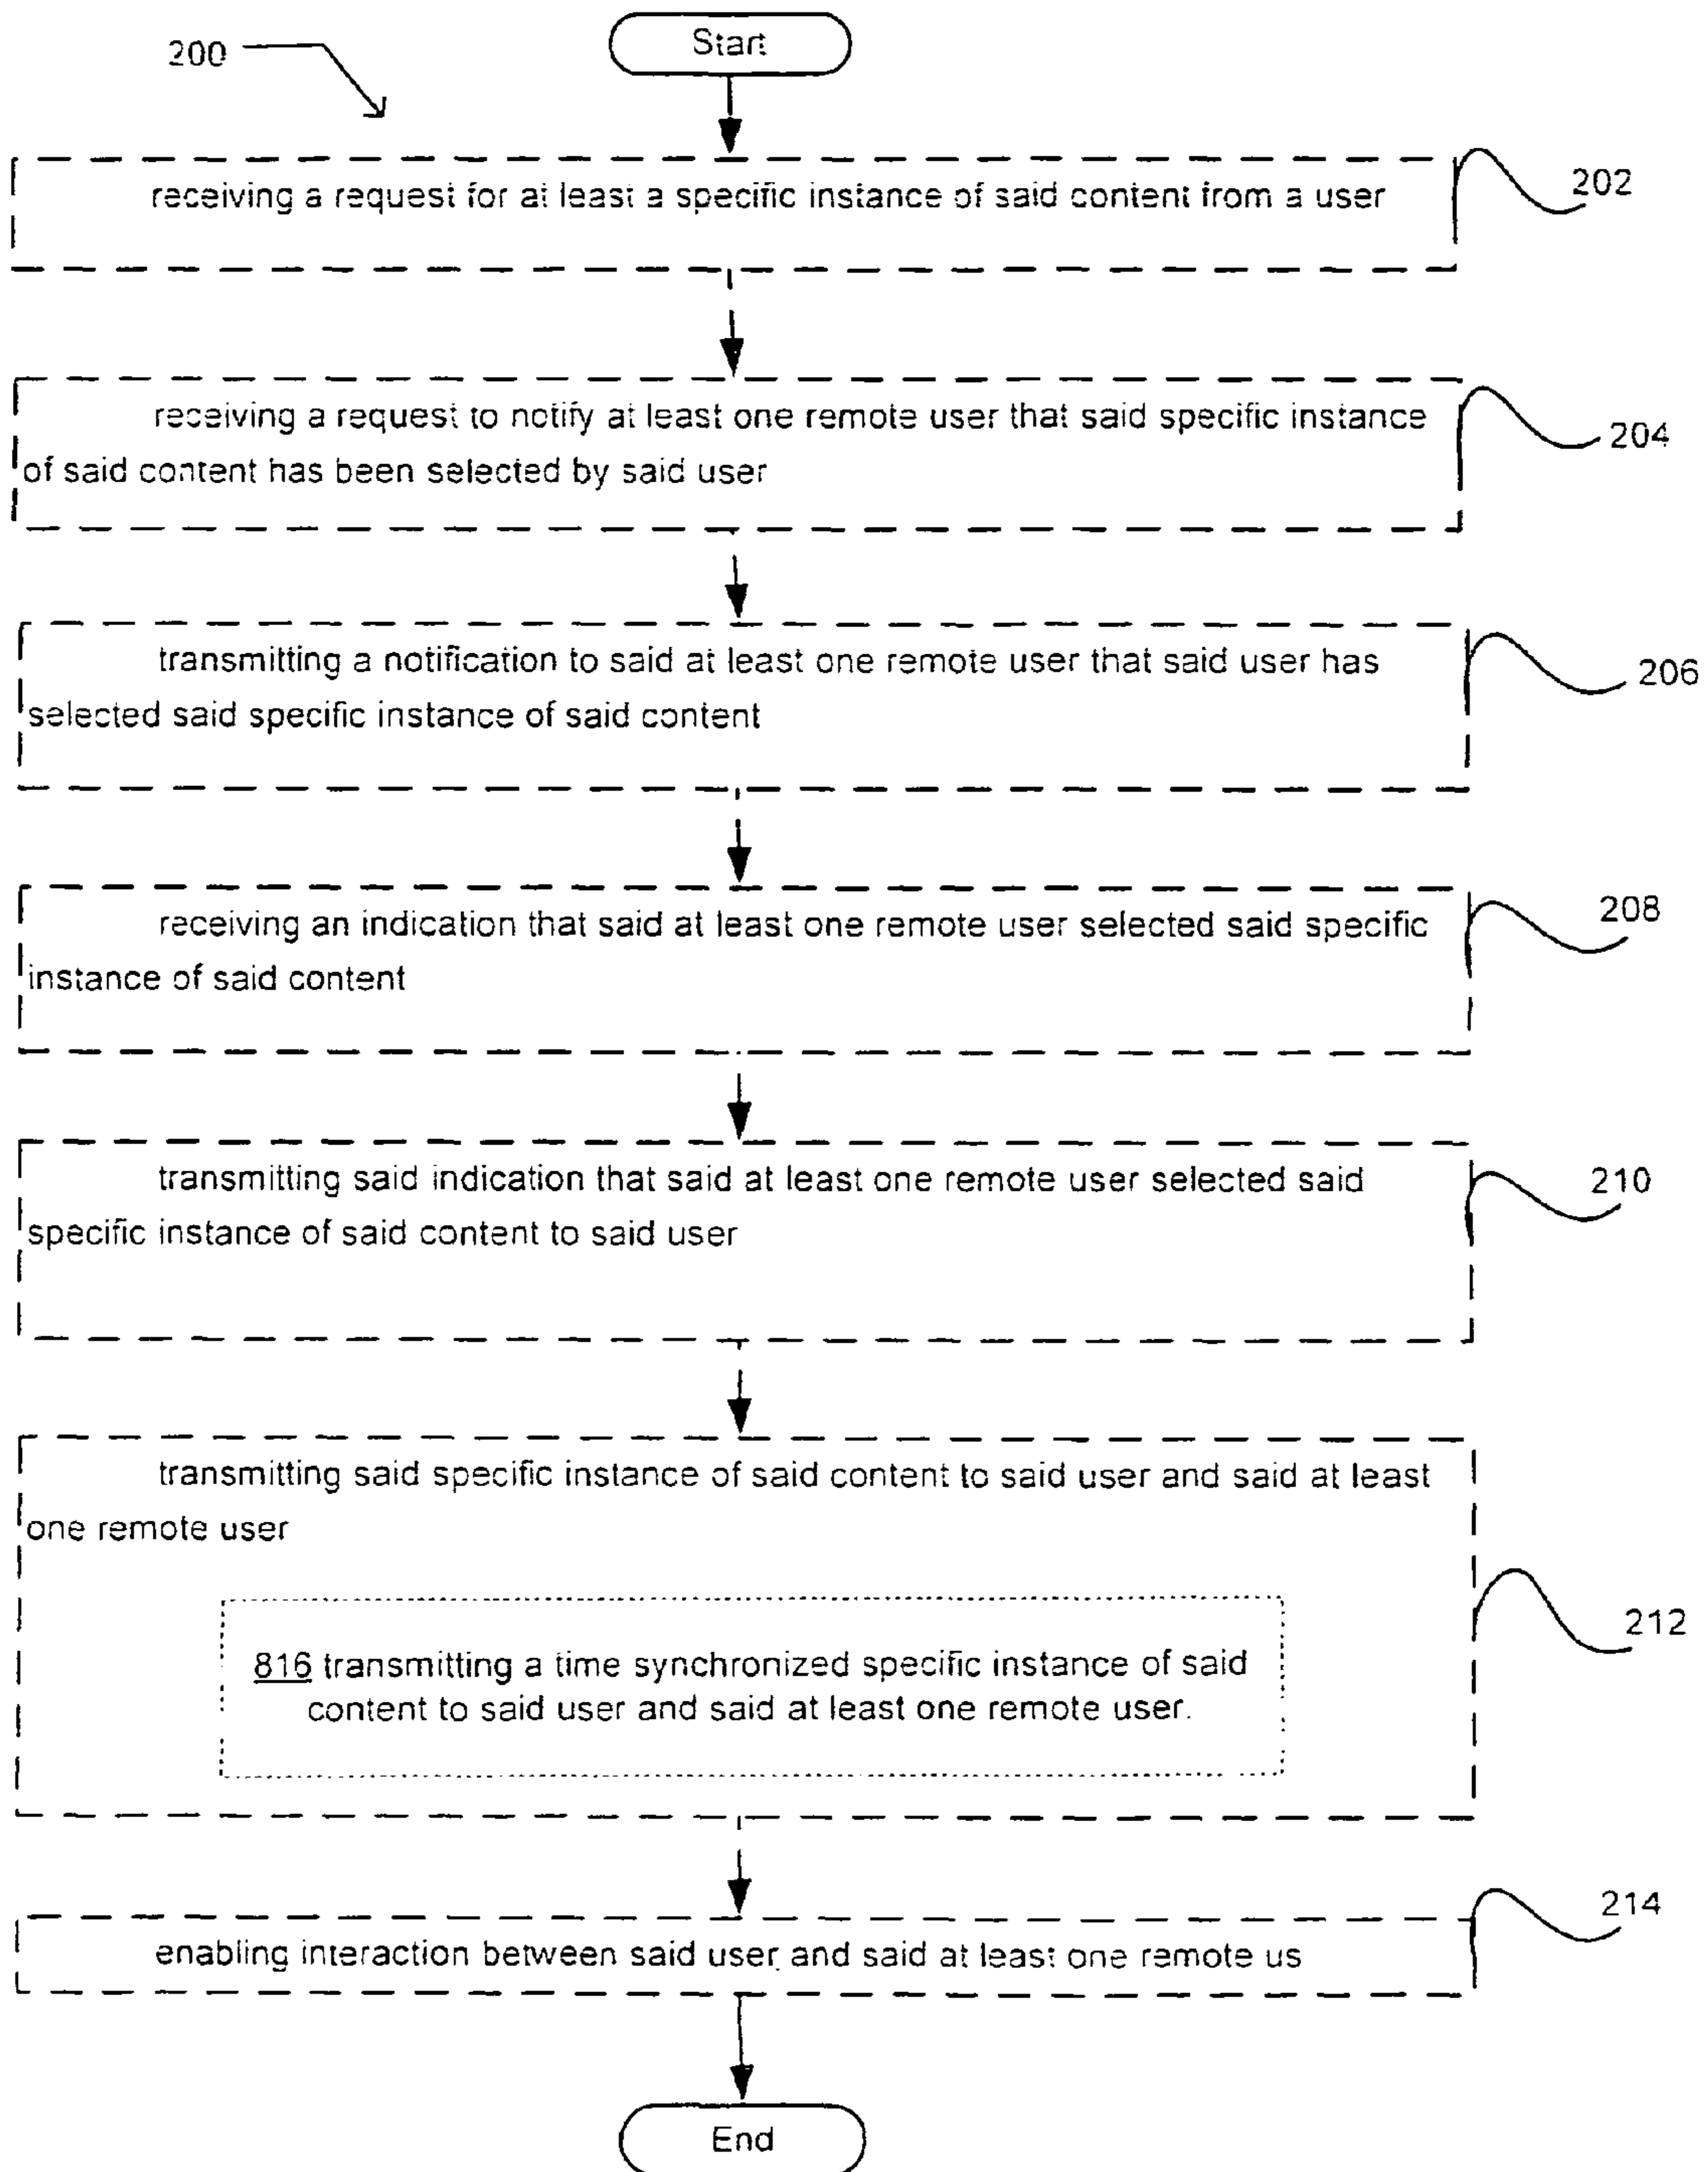 200
Start
receiving a request for at least a specific instance of said content from a user
202
receiving a request to notify at least one remote user that said specific instance
of said content has been selected by said user
204
transmitting a notification to said at least one remote user that said user has
selected said specific instance of said content
206
receiving an indication that said at least one remote user selected said specific
instance of said content
208
transmitting said indication that said at least one remote user selected said
specific instance of said content to said user
210
transmitting said specific instance of said content to said user and said at least
one remote user
816 transmitting a time synchronized specific instance of said
content to said user and said at least one remote user.
212
enabling interaction between said user and said at least one remote us
214
End